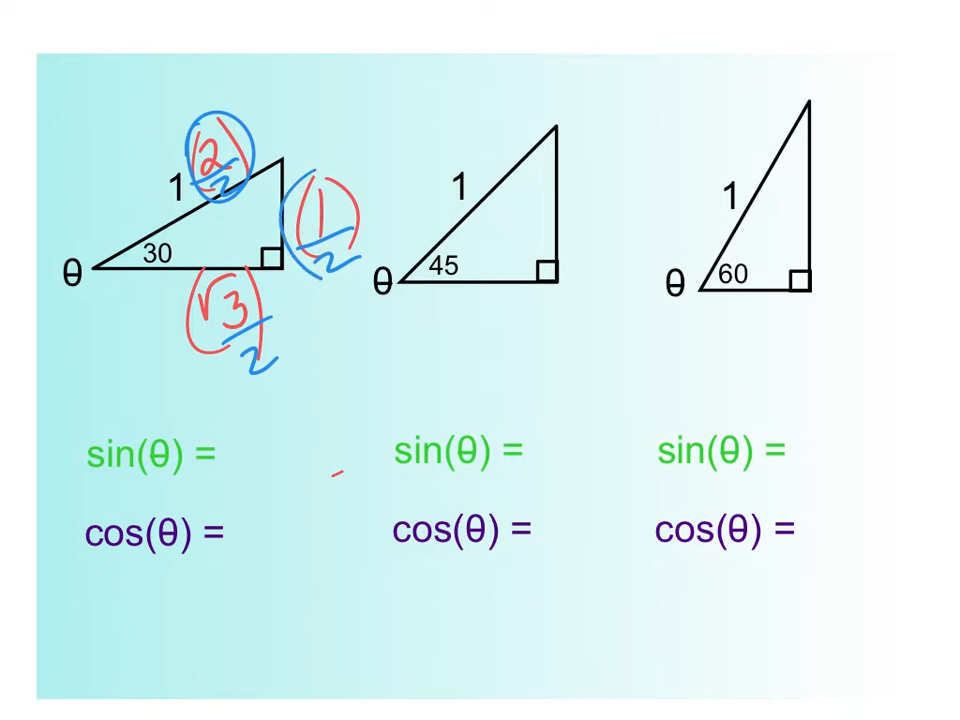 1 (2/2)
30
θ
(1/2)
(√3/2)
1
45
θ
1
60
θ
sin(θ) =
cos(θ) =
sin(θ) =
cos(θ) =
sin(θ) =
cos(θ) =